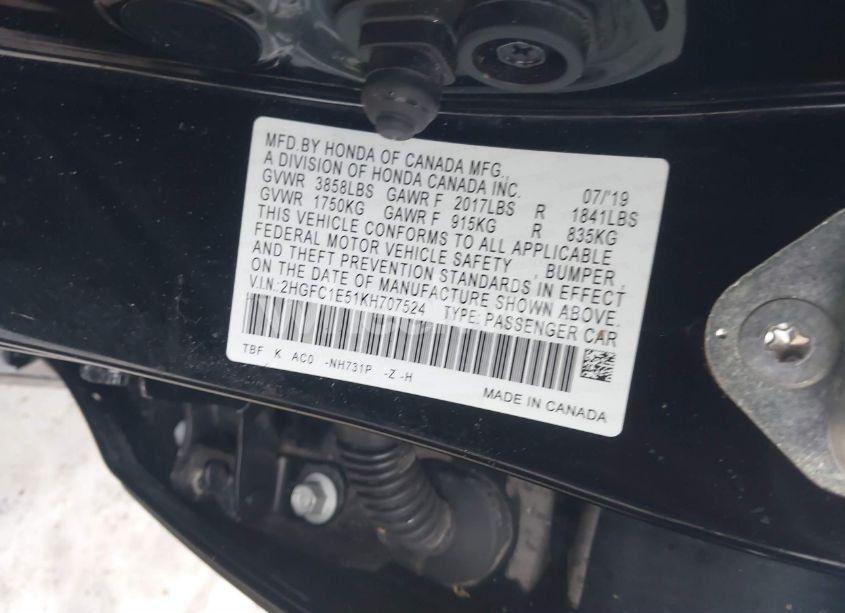 MFD.BY HONDA OF CANADA MFG.,
A DIVISION OF HONDA CANADA INC. 07/'19
GVWR 3858LBS GAWR F 2017LBS R 1841LBS
GVWR 1750KG GAWR F 915KG R 835KG
THIS VEHICLE CONFORMS TO ALL APPLICABLE
FEDERAL MOTOR VEHICLE SAFETY , BUMPER,
AND THEFT PREVENTION STANDARDS IN EFFECT
ON THE DATE OF MANUFACTURE SHOWN ABOVE.
V.I.N.:2HGFC1E51KH707524 TYPE: PASSENGER CAR
TBF K AC0 -NH731P -Z -H
MADE IN CANADA